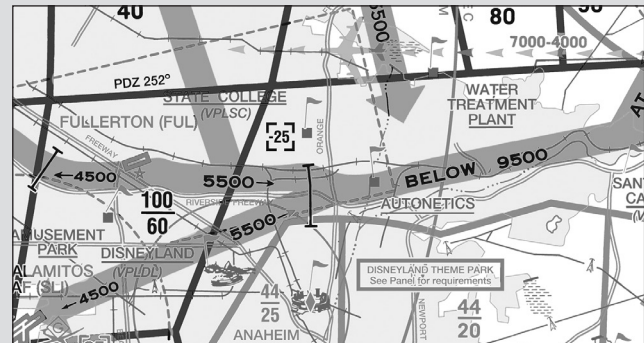 40
5500
80
7000-4000
PDZ 252°
STATE COLLEGE
(VPLSC)
WATER
TREATMENT
PLANT
FULLERTON (FUL)
-25
ORANGE
FREEWAY
4500
5500
BELOW 9500
100
60
RIVERSIDE FREEWAY
5500
AUTONETICS
AMUSEMENT
PARK
DISNEYLAND
(VPLDL)
ALAMITOS
4500
44
25
ANAHEIM
DISNEYLAND THEME PARK
See Panel for requirements
NEWPORT
44
20